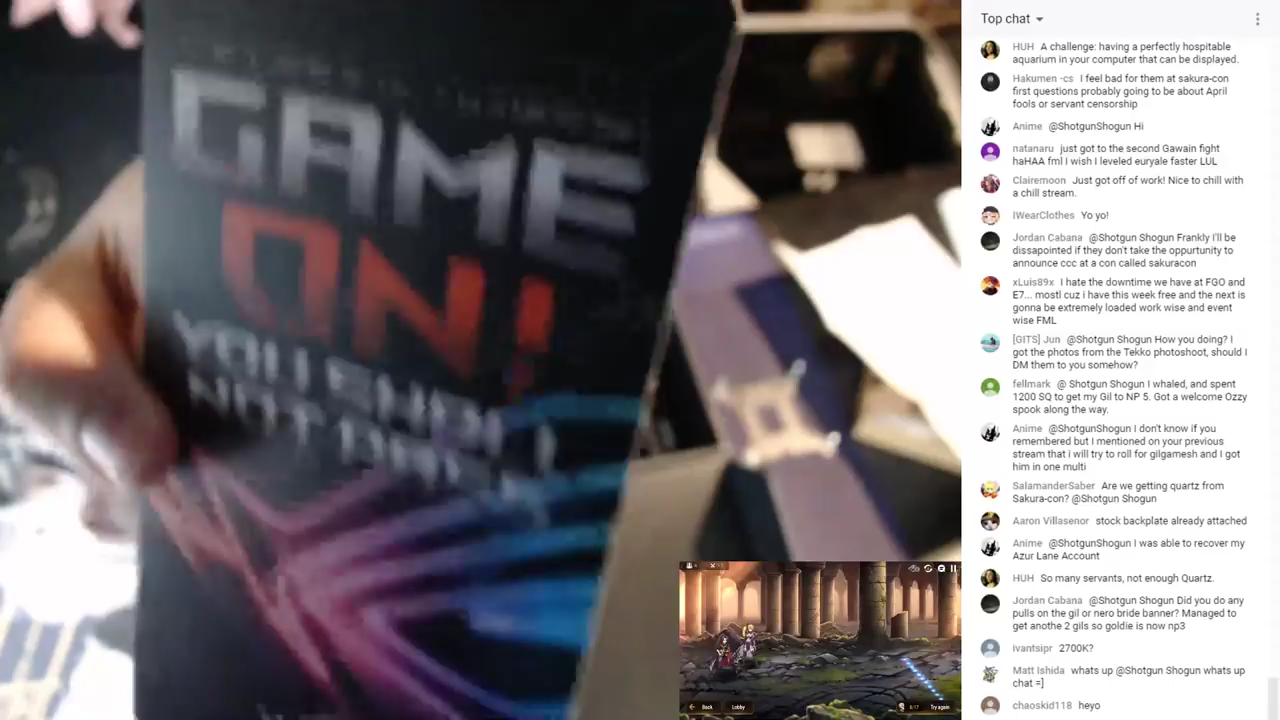 GAME
ON!
Top chat
HUH A challenge: having a perfectly hospitable
aquarium in your computer that can be displayed.
Hakumen -cs I feel bad for them at sakura-con
first questions probably going to be about April
fools or servant censorship
Anime @ShotgunShogun Hi
natanaru just got to the second Gawain fight
haHAA fml I wish I leveled euryale faster LUL
Clairemoon Just got off of work! Nice to chill with
a chill stream.
IWearClothes Yo yo!
Jordan Cabana @Shotgun Shogun Frankly I'll be
dissapointed if they don't take the oppurtunity to
announce ccc at a con called sakuracon
xLuis89x I hate the downtime we have at FGO and
E7... mostl cuz i have this week free and the next is
gonna be extremely loaded work wise and event
wise FML
[GITS] Jun @Shotgun Shogun How you doing? I
got the photos from the Tekko photoshoot, should I
DM them to you somehow?
fellmark @ Shotgun Shogun I whaled, and spent
1200 SQ to get my Gil to NP 5. Got a welcome Ozzy
spook along the way.
Anime @ShotgunShogun I don't know if you
remembered but I mentioned on your previous
stream that i will try to roll for gilgamesh and I got
him in one multi
SalamanderSaber Are we getting quartz from
Sakura-con? @Shotgun Shogun
Aaron Villasenor stock backplate already attached
Anime @ShotgunShogun I was able to recover my
Azur Lane Account
HUH So many servants, not enough Quartz.
Jordan Cabana @Shotgun Shogun Did you do any
pulls on the gil or nero bride banner? Managed to
get anothe 2 gils so goldie is now np3
ivantsipr 2700K?
Matt Ishida whats up @Shotgun Shogun whats up
chat =]
chaoskid118 heyo
Back Lobby Try again